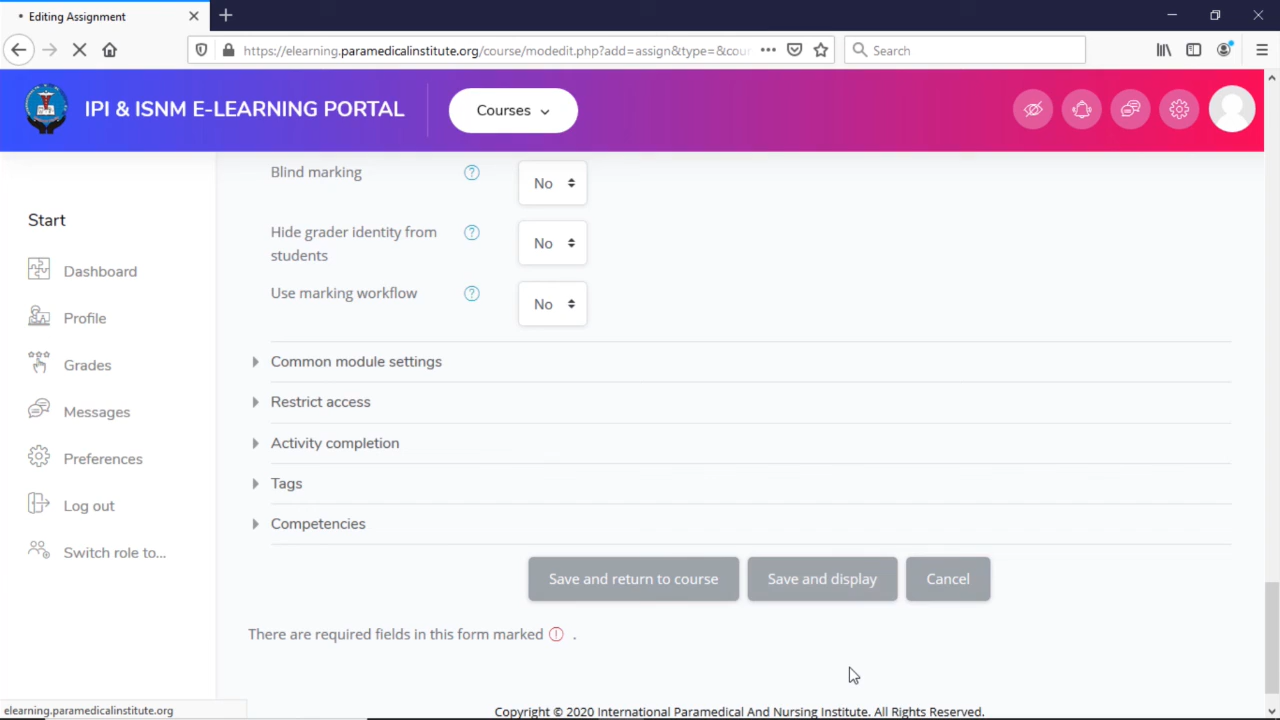 Editing Assignment
https://elearning.paramedicalinstitute.org/course/modedit.php?add=assign&type=&cou
Search
IPI & ISNM E-LEARNING PORTAL
Courses
Start
Dashboard
Profile
Grades
Messages
Preferences
Log out
Switch role to...
Blind marking
No
Hide grader identity from
students
No
Use marking workflow
No
Common module settings
Restrict access
Activity completion
Tags
Competencies
Save and return to course
Save and display
Cancel
There are required fields in this form marked .
elearning.paramedicalinstitute.org
Copyright © 2020 International Paramedical And Nursing Institute. All Rights Reserved.